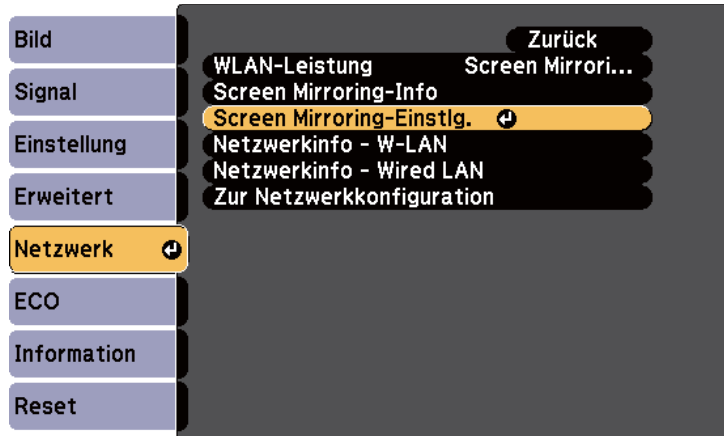 Bild
Signal
Einstellung
Erweitert
Netzwerk
ECO
Information
Reset
Zurück
WLAN-Leistung Screen Mirrori...
Screen Mirroring-Info
Screen Mirroring-Einstlg.
Netzwerkinfo - W-LAN
Netzwerkinfo - Wired LAN
Zur Netzwerkkonfiguration